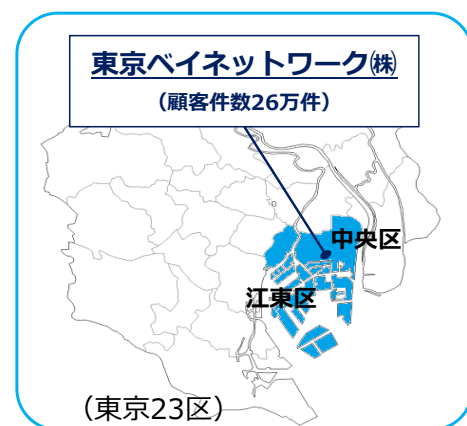 東京ベイネットワーク㈱
（顧客件数26万件）
中央区
江東区
（東京23区）